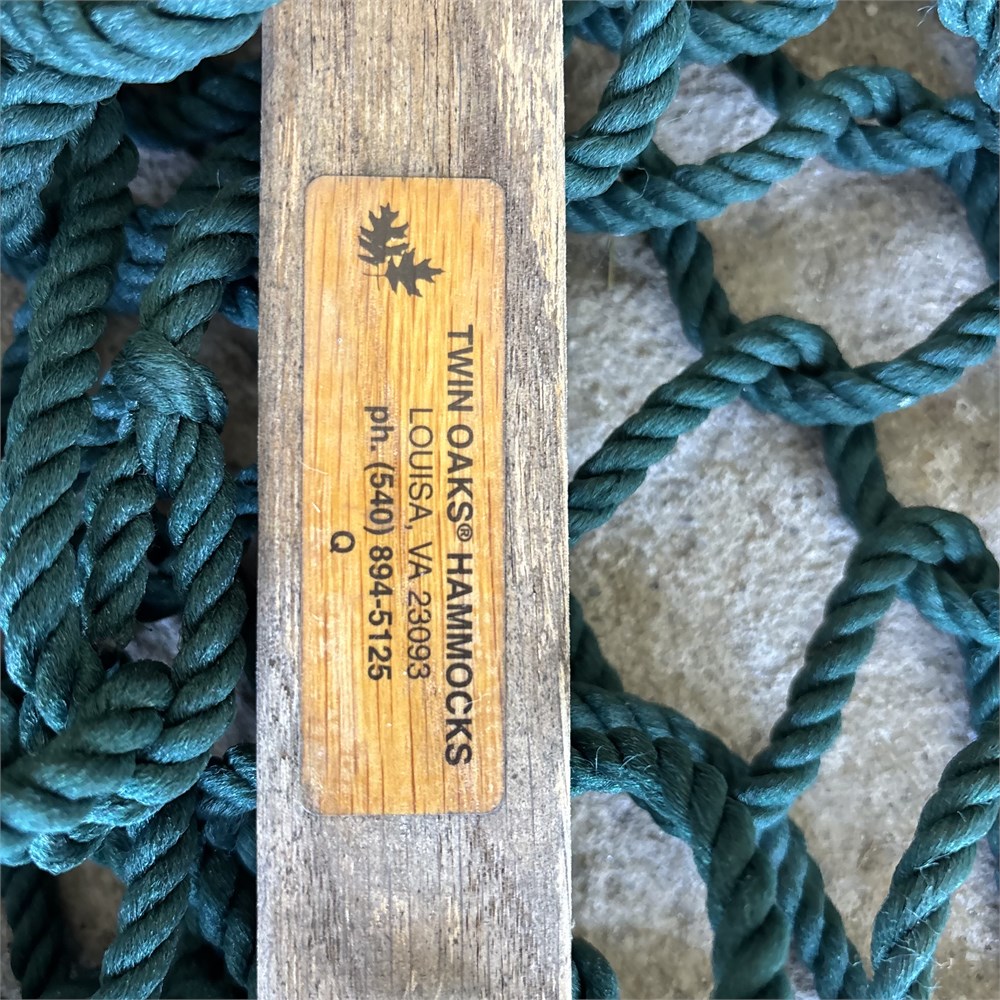 TWIN OAKS® HAMMOCKS
LOUISA, VA 23093
ph. (540) 894-5125
Q